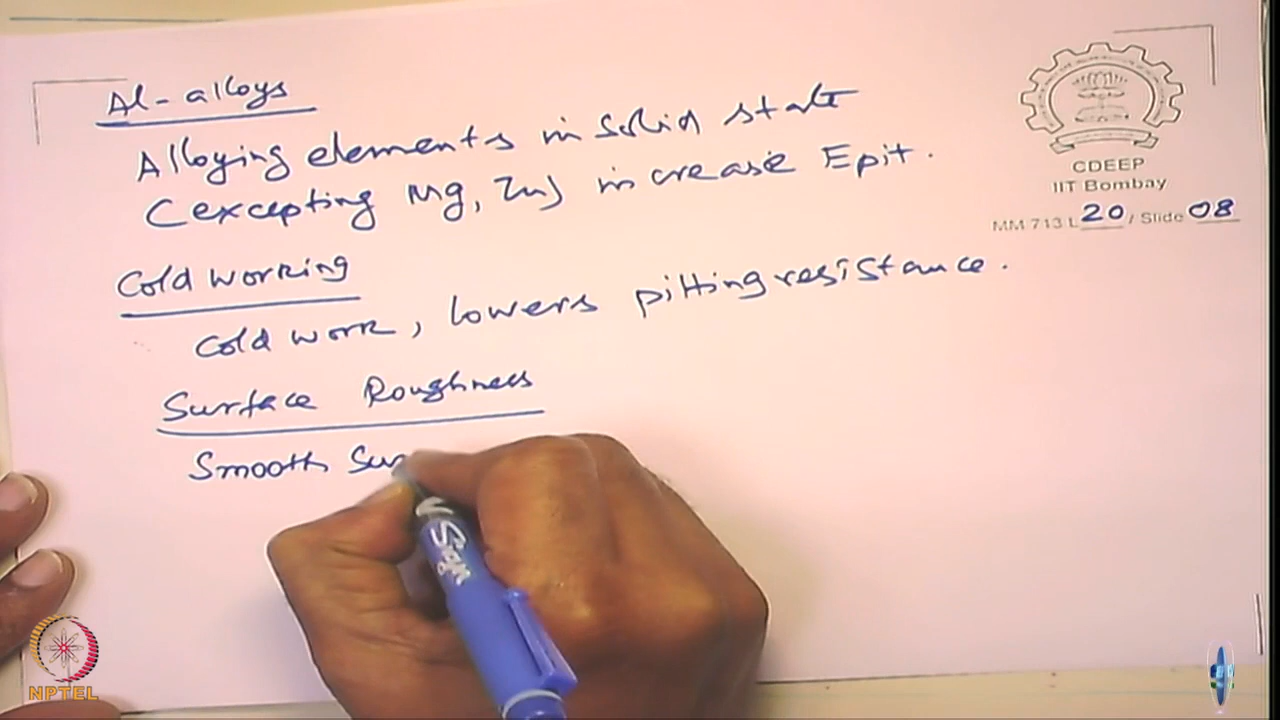 Al-alloys
Alloying elements in solid state
(excepting Mg, Zn) increase Epit.
Cold working
Cold work, lowers pitting resistance.
Surface Roughness
Smooth Sur
CDEEP
IIT Bombay
MM 713 L 20 / Slide 08
NPTEL